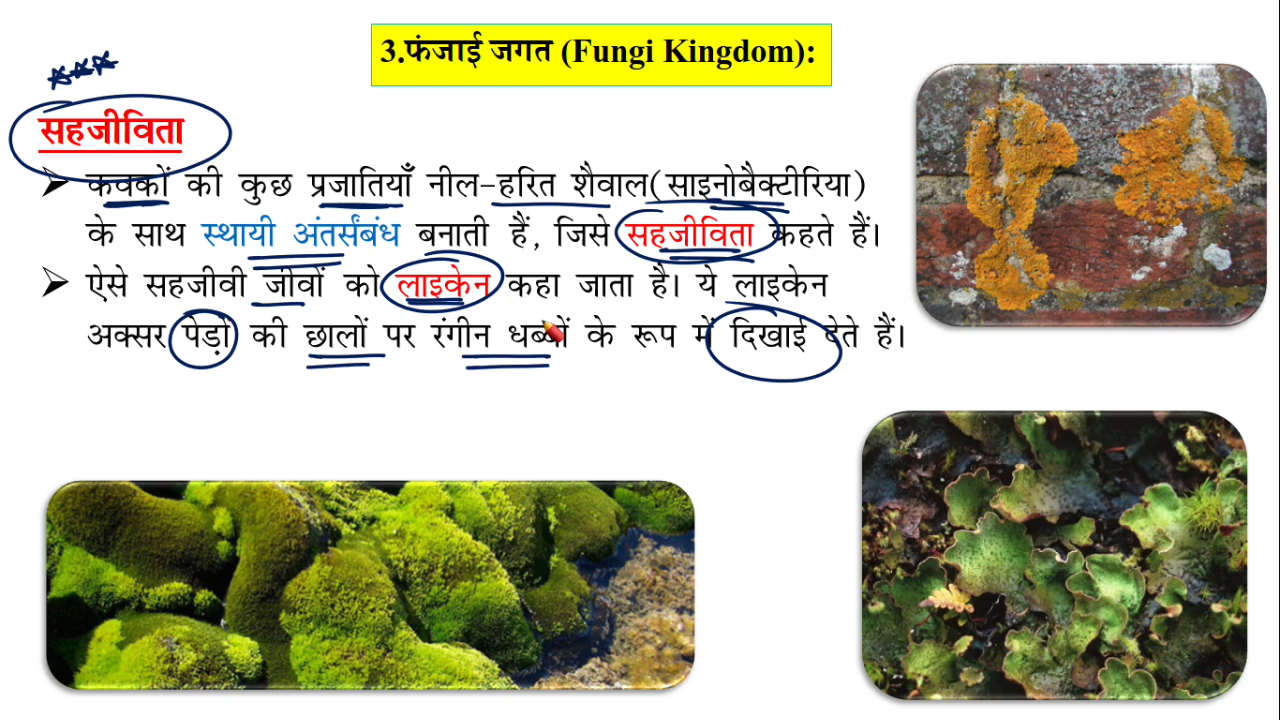 3.फंजाई जगत (Fungi Kingdom):
सहजीविता
➢ कवकों की कुछ प्रजातियाँ नील-हरित शैवाल(साइनोबैक्टीरिया)
के साथ स्थायी अंतर्संबंध बनाती हैं, जिसे सहजीविता कहते हैं।
➢ ऐसे सहजीवी जीवों को लाइकेन कहा जाता है। ये लाइकेन
अक्सर पेड़ों की छालों पर रंगीन धब्बों के रूप में दिखाई देते हैं।